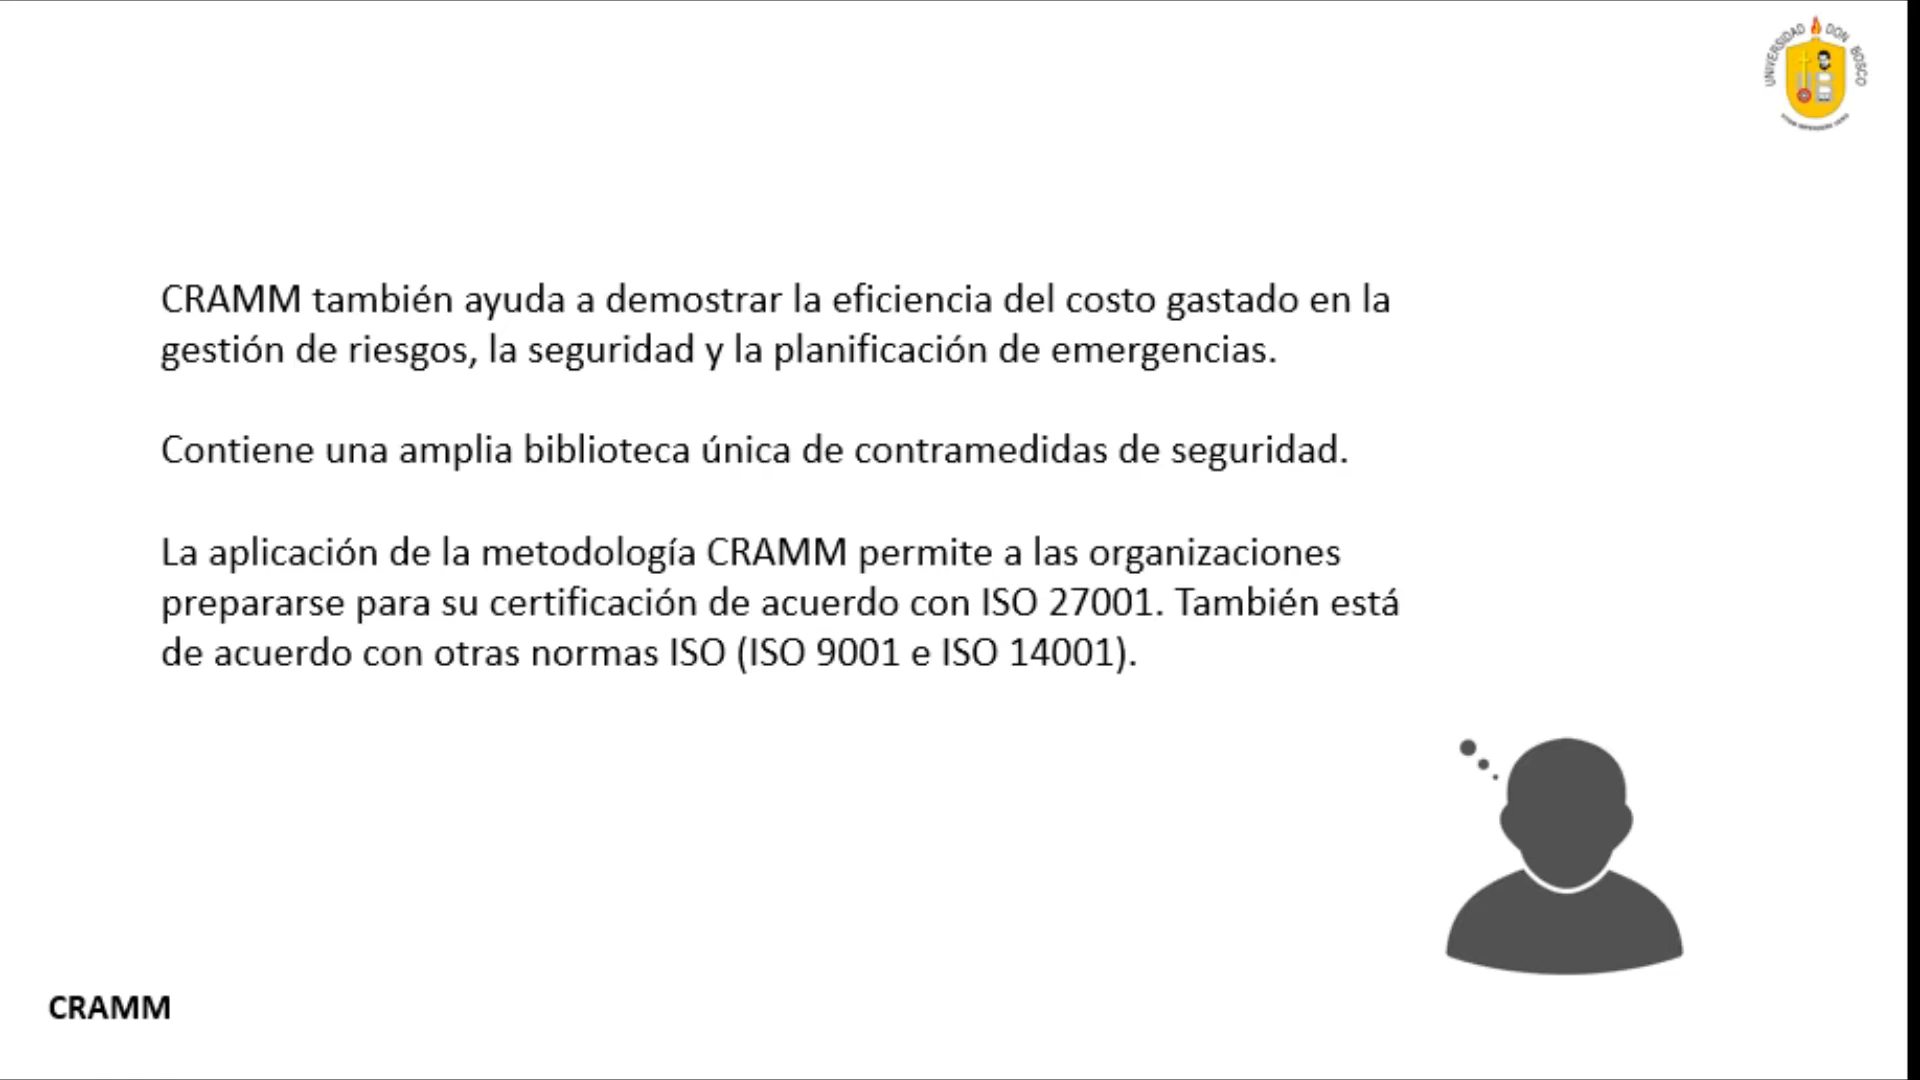 UNIVERSIDAD DON BOSCO
CRAMM también ayuda a demostrar la eficiencia del costo gastado en la
gestión de riesgos, la seguridad y la planificación de emergencias.
Contiene una amplia biblioteca única de contramedidas de seguridad.
La aplicación de la metodología CRAMM permite a las organizaciones
prepararse para su certificación de acuerdo con ISO 27001. También está
de acuerdo con otras normas ISO (ISO 9001 e ISO 14001).
CRAMM